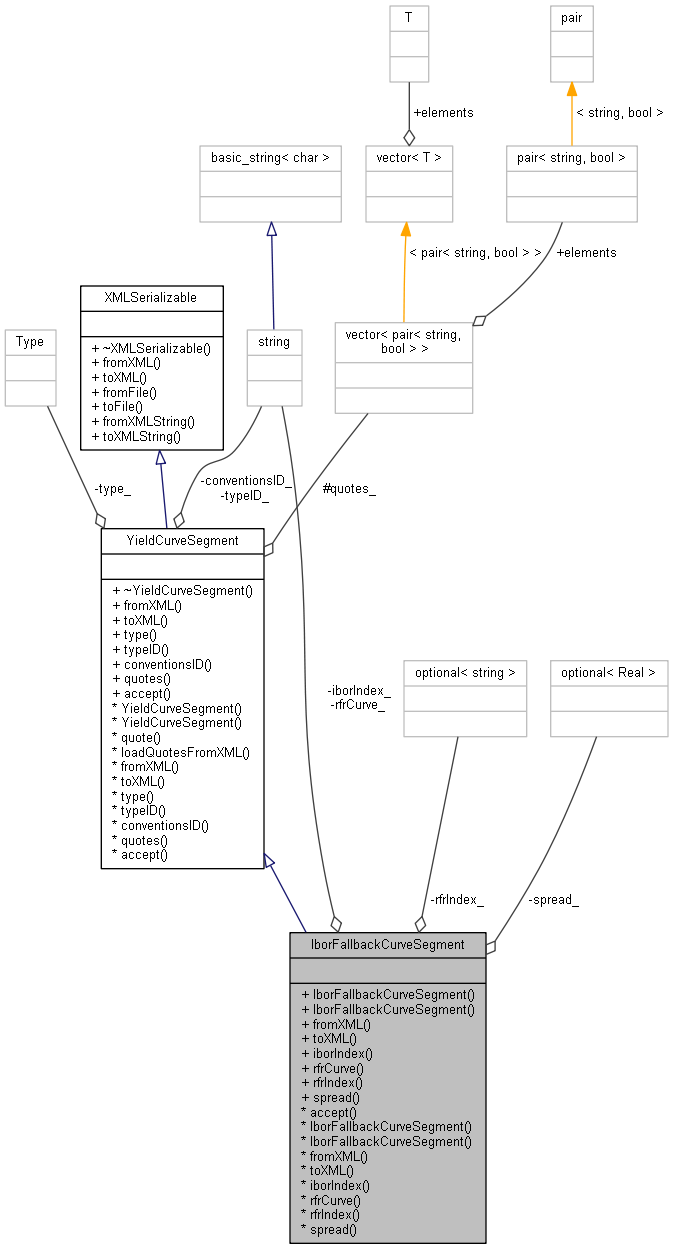 T
pair
+elements
< string, bool >
basic_string< char >
vector< T >
pair< string, bool >
< pair< string, bool > >
+elements
XMLSerializable
+ ~XMLSerializable()
+ fromXML()
+ toXML()
+ fromFile()
+ toFile()
+ fromXMLString()
+ toXMLString()
Type
string
vector< pair< string,
bool > >
-type_
-conventionsID_
-typeID_
#quotes_
YieldCurveSegment
+ ~YieldCurveSegment()
+ fromXML()
+ toXML()
+ type()
+ typeID()
+ conventionsID()
+ quotes()
+ accept()
* YieldCurveSegment()
* YieldCurveSegment()
* quote()
* loadQuotesFromXML()
* fromXML()
* toXML()
* type()
* typeID()
* conventionsID()
* quotes()
* accept()
optional< string >
optional< Real >
-iborIndex_
-rfrCurve_
-rfrIndex_
-spread_
IborFallbackCurveSegment
+ IborFallbackCurveSegment()
+ IborFallbackCurveSegment()
+ fromXML()
+ toXML()
+ iborIndex()
+ rfrCurve()
+ rfrIndex()
+ spread()
* accept()
* IborFallbackCurveSegment()
* IborFallbackCurveSegment()
* fromXML()
* toXML()
* iborIndex()
* rfrCurve()
* rfrIndex()
* spread()